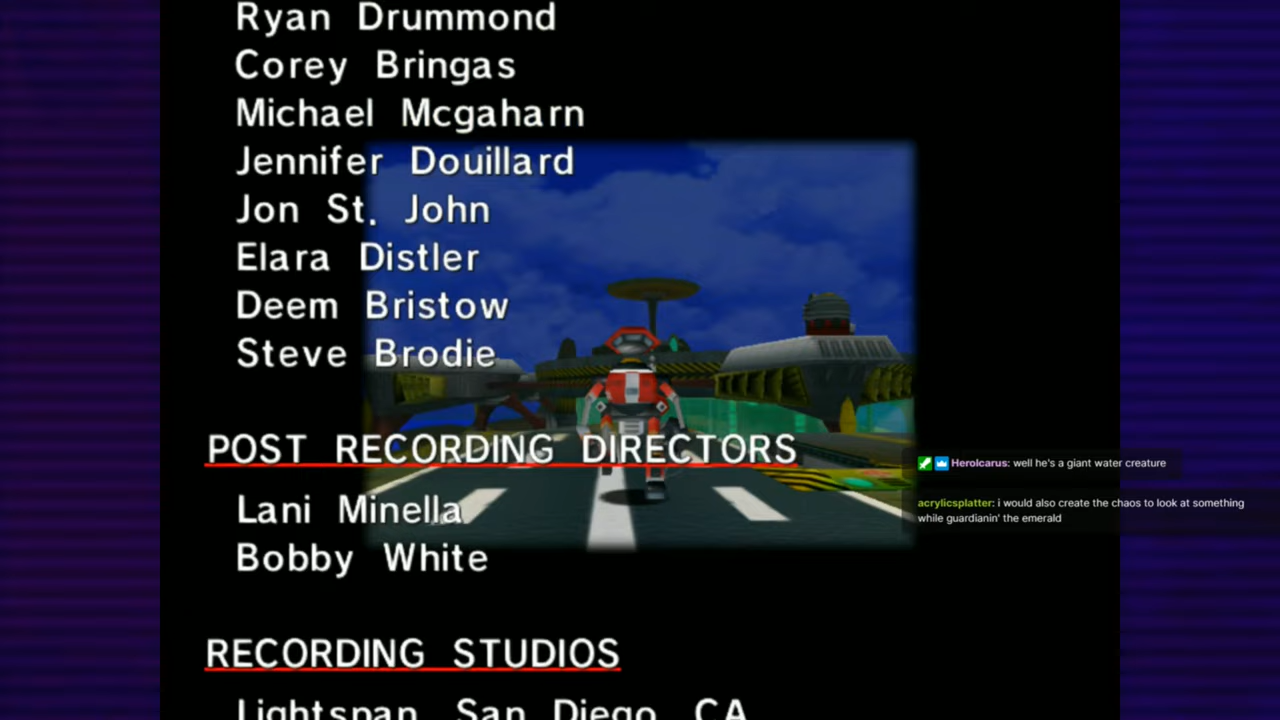 Ryan Drummond
Corey Bringas
Michael Mcgaharn
Jennifer Douillard
Jon St. John
Elara Distler
Deem Bristow
Steve Brodie
POST RECORDING DIRECTORS
Lani Minella
Bobby White
RECORDING STUDIOS
Lightspan, San Diego, CA
HeroIcarus: well he's a giant water creature
acrylicsplatter: i would also create the chaos to look at something
while guardianin' the emerald